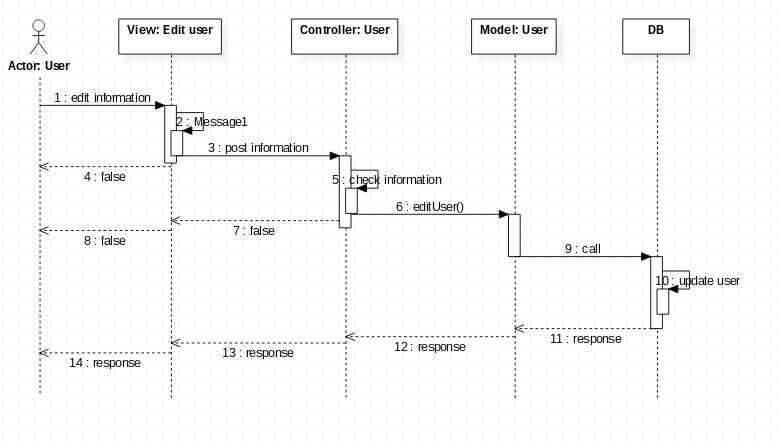 View: Edit user
Controller: User
Model: User
DB
Actor: User
1 : edit information
2 : Message1
3 : post information
4 : false
5 : check information
6 : editUser()
7 : false
8 : false
9 : call
10 : update user
11 : response
12 : response
13 : response
14 : response